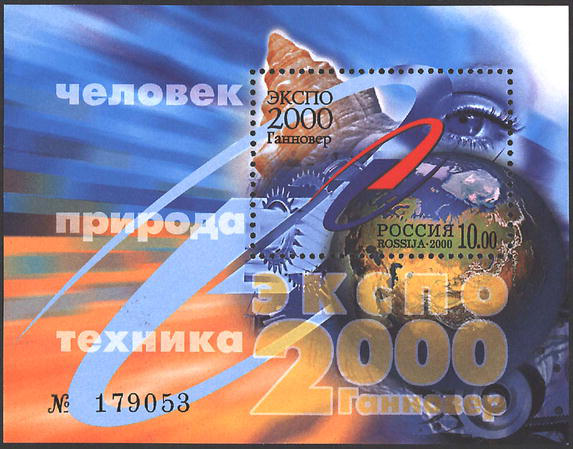 человек
природа
техника
№ 179053
ЭКСПО
2000
Ганновер
РОССИЯ
ROSSIJA·2000
10.00
экспо
2000
Ганновер